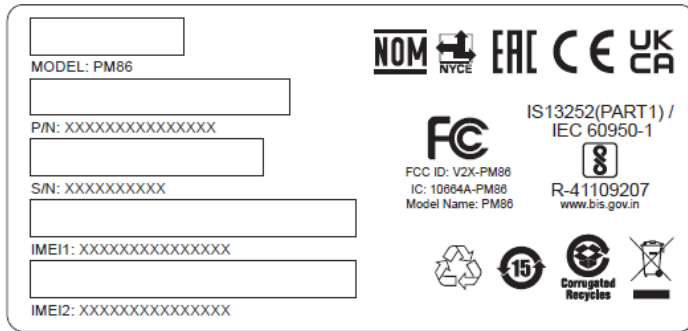 MODEL: PM86
P/N: XXXXXXXXXXXXXXX
S/N: XXXXXXXXXX
IMEI1: XXXXXXXXXXXXXXX
IMEI2: XXXXXXXXXXXXXXX
NOM NYCE EAC CE UK CA
FC
FCC ID: V2X-PM86
IC: 10664A-PM86
Model Name: PM86
IS13252(PART1) /
IEC 60950-1
R-41109207
www.bis.gov.in
15
Corrugated
Recycles